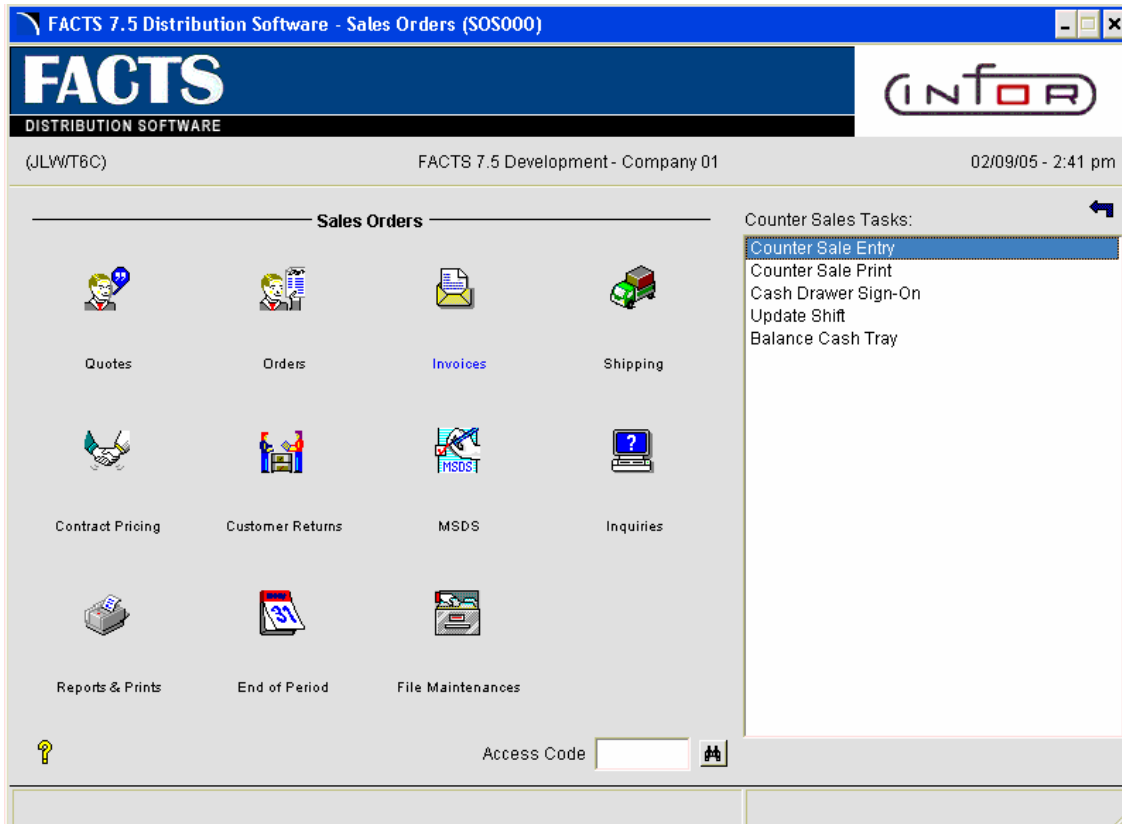 FACTS 7.5 Distribution Software - Sales Orders (SOS000)
FACTS
DISTRIBUTION SOFTWARE
infor
(JLW/T6C) FACTS 7.5 Development - Company 01 02/09/05 - 2:41 pm
Sales Orders
Quotes Orders Invoices Shipping
MSDS
?
Contract Pricing Customer Returns MSDS Inquiries
31
Reports & Prints End of Period File Maintenances
?
Access Code
Counter Sales Tasks:
Counter Sale Entry
Counter Sale Print
Cash Drawer Sign-On
Update Shift
Balance Cash Tray